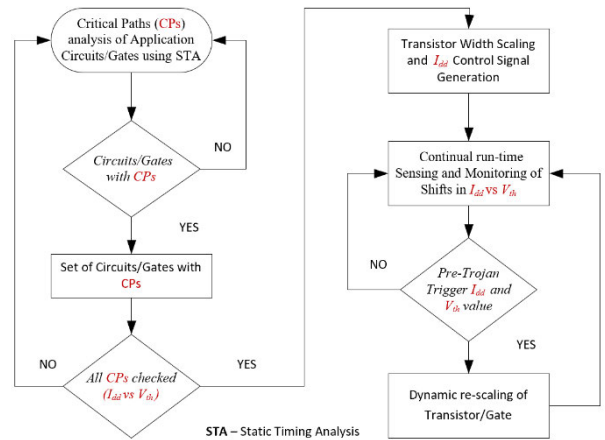 Critical Paths (CPs)
analysis of Application
Circuits/Gates using STA
NO
Circuits/Gates
with CPs
YES
Set of Circuits/Gates with
CPs
NO
YES
All CPs checked
(Idd vs Vth)
Transistor Width Scaling
and Idd Control Signal
Generation
Continual run-time
Sensing and Monitoring of
Shifts in Idd vs Vth
NO
Pre-Trojan
Trigger Idd and
Vth value
YES
Dynamic re-scaling of
Transistor/Gate
STA – Static Timing Analysis